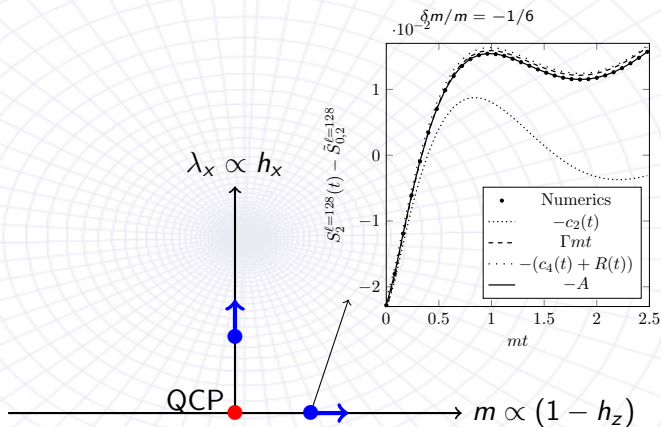 δm/m = −1/6
·10⁻²
1
0
−1
−2
S₂^{ℓ=128}(t) − S̃_{0,2}^{ℓ=128}
Numerics
−c₂(t)
Γmt
−(c₄(t) + R(t))
−A
0 0.5 1 1.5 2 2.5
mt
λₓ ∝ hₓ
QCP
m ∝ (1 − h_z)